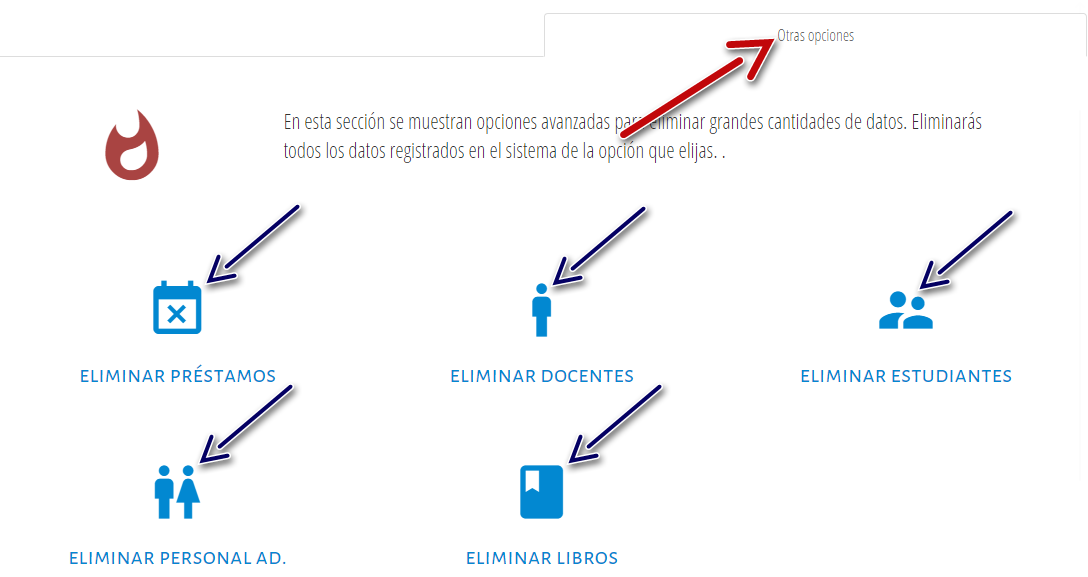 Otras opciones
En esta sección se muestran opciones avanzadas para eliminar grandes cantidades de datos. Eliminarás
todos los datos registrados en el sistema de la opción que elijas. .
ELIMINAR PRÉSTAMOS
ELIMINAR DOCENTES
ELIMINAR ESTUDIANTES
ELIMINAR PERSONAL AD.
ELIMINAR LIBROS